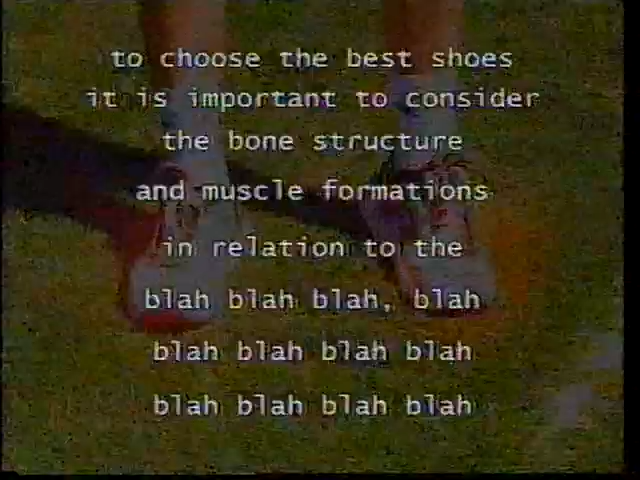 to choose the best shoes
it is important to consider
the bone structure
and muscle formations
in relation to the
blah blah blah, blah
blah blah blah blah
blah blah blah blah